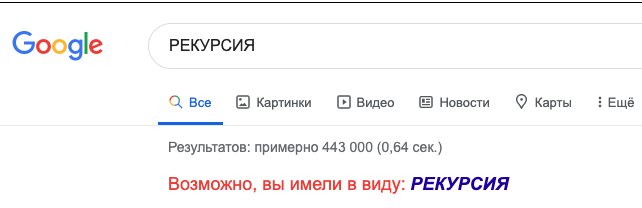 Google
РЕКУРСИЯ
Все Картинки Видео Новости Карты Ещё
Результатов: примерно 443 000 (0,64 сек.)
Возможно, вы имели в виду: РЕКУРСИЯ